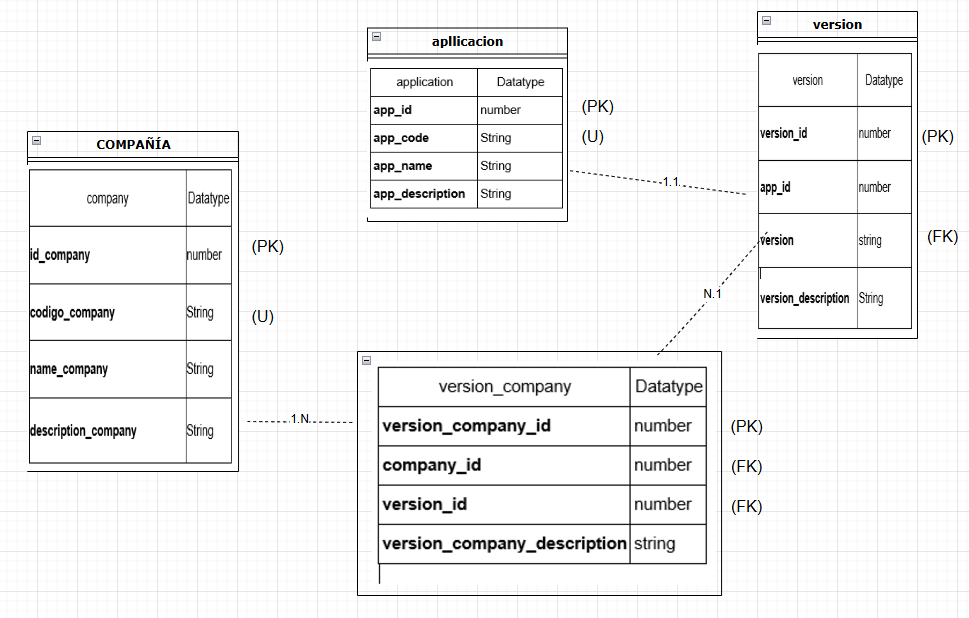 version
apllicacion
version Datatype
application Datatype
app_id number (PK)
version_id number (PK)
app_code String (U)
COMPAÑÍA
app_name String
1.1
app_id number
app_description String
company Datatype
version string (FK)
id_company number (PK)
N.1
version_description String
codigo_company String (U)
name_company String
version_company Datatype
1.N
version_company_id number (PK)
description_company String
company_id number (FK)
version_id number (FK)
version_company_description string